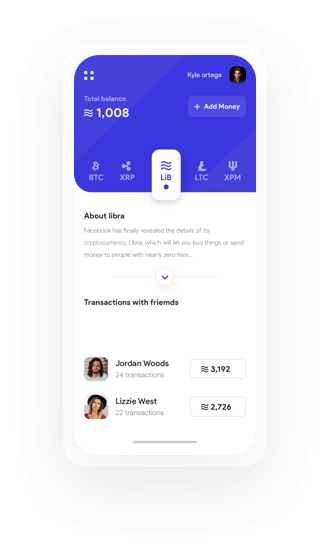 Kyle ortega
Total balance
≋ 1,008
+ Add Money
BTC XRP LiB LTC XPM
About libra
Facebook has finally revealed the details of its
cryptocurrency, Libra, which will let you buy things or send
money to people with nearly zero fees...
Transactions with friends
Jordan Woods
24 transactions
≋ 3,192
Lizzie West
22 transactions
≋ 2,726